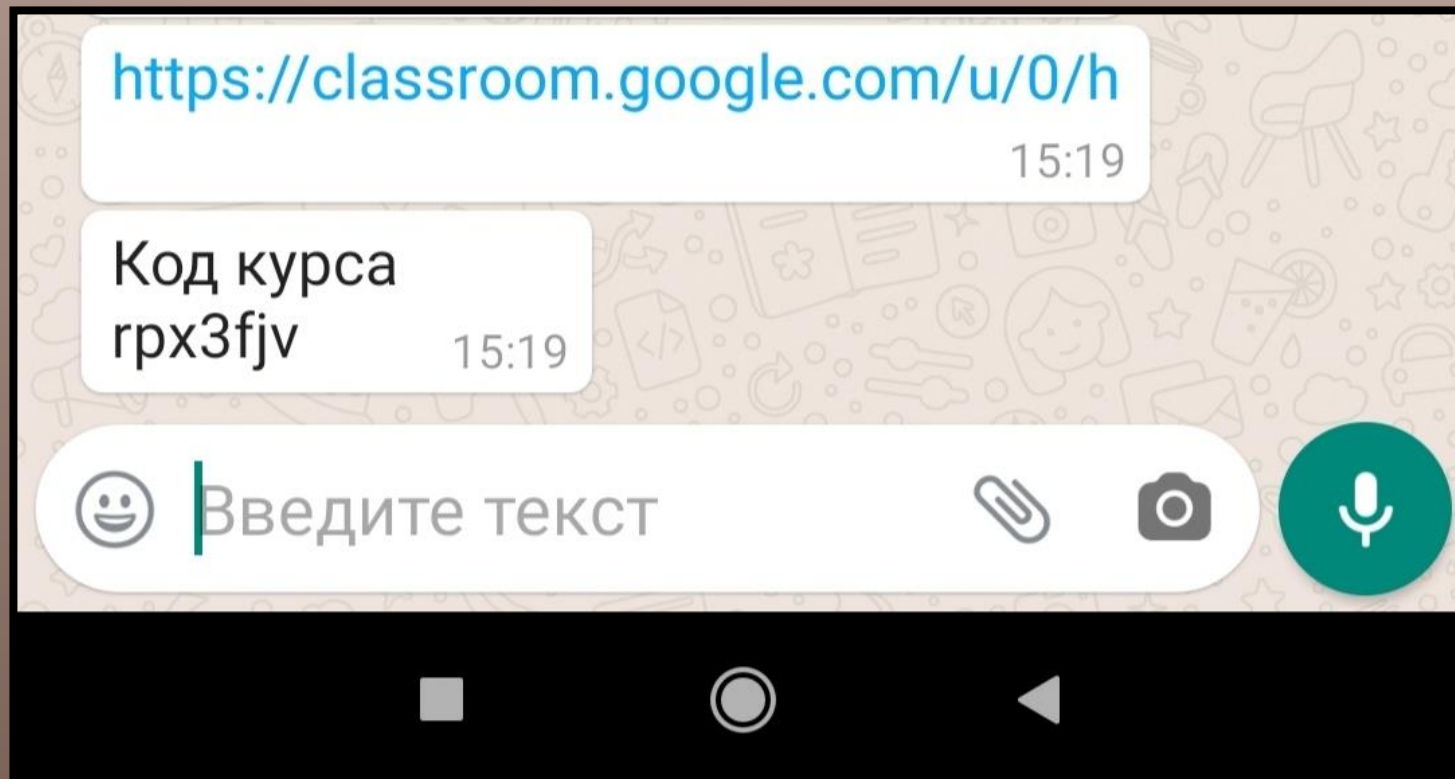 https://classroom.google.com/u/0/h
15:19
Код курса
rpx3fjv 15:19
Введите текст